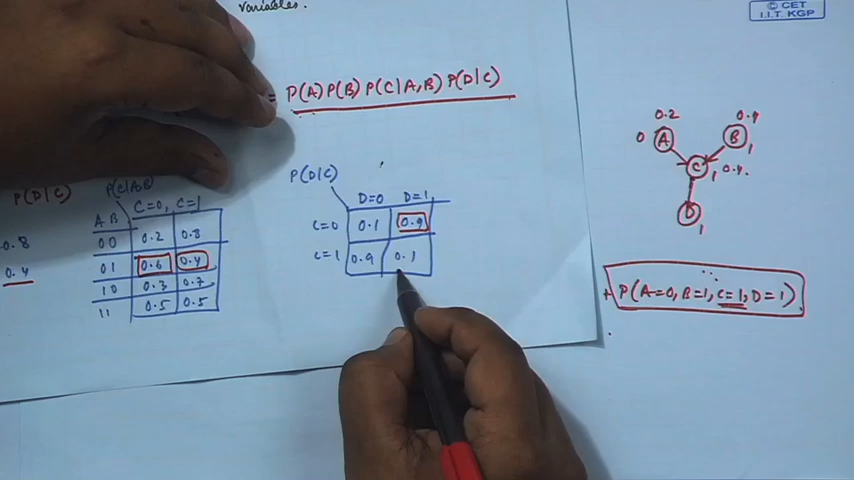 variables.
© CET
I.I.T. KGP
= P(A) P(B) P(C|A,B) P(D|C)
P(D|C)
D=0 D=1
C=0 0.1 0.9
C=1 0.9 0.1
P(C|AB)
A B C=0, C=1
00 0.2 0.8
01 0.6 0.4
10 0.3 0.7
11 0.5 0.5
0.8
0.4
0.2 0.4
0 A B 1
C 1 0.4
D
1
+ P(A=0, B=1, C=1, D=1)